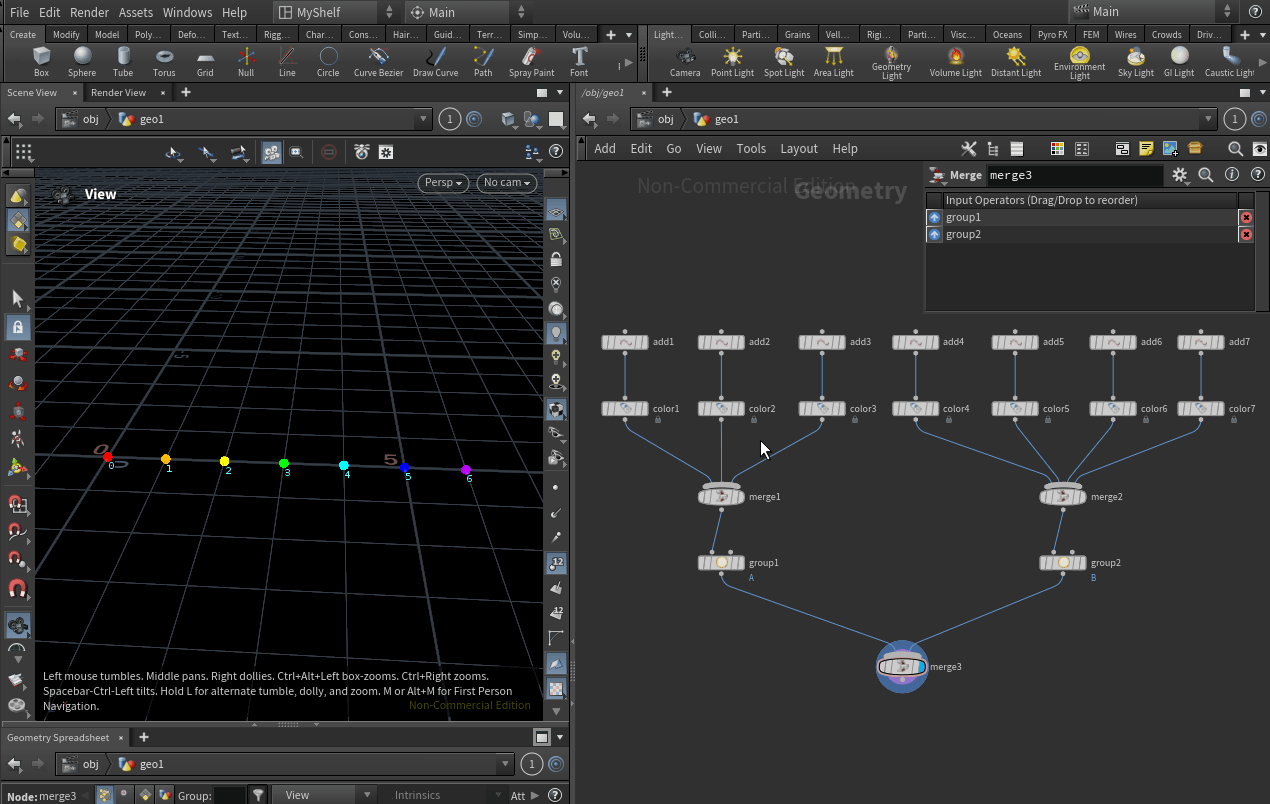 File Edit Render Assets Windows Help MyShelf Main Main
Create Modify Model Poly... Defo... Text... Rigg... Char... Cons... Hair... Guid... Terr... Simp... Volu...
Box Sphere Tube Torus Grid Null Line Circle Curve Bezier Draw Curve Path Spray Paint Font
Light... Colli... Parti... Grains Vell... Rigi... Parti... Visc... Oceans Pyro FX FEM Wires Crowds Driv...
Camera Point Light Spot Light Area Light Geometry Light Volume Light Distant Light Environment Light Sky Light GI Light Caustic Light
Scene View Render View
obj geo1 1
View
Persp No cam
0 5
0 1 2 3 4 5 6
Left mouse tumbles. Middle pans. Right dollies. Ctrl+Alt+Left box-zooms. Ctrl+Right zooms.
Spacebar-Ctrl-Left tilts. Hold L for alternate tumble, dolly, and zoom. M or Alt+M for First Person
Navigation.
Non-Commercial Edition
12
12
Geometry Spreadsheet
obj geo1 1
Node: merge3 Group: View Intrinsics Att
/obj/geo1
obj geo1 1
Add Edit Go View Tools Layout Help
Non-Commercial Edition
Geometry
Merge merge3
Input Operators (Drag/Drop to reorder)
group1
group2
add1 add2 add3 add4 add5 add6 add7
color1 color2 color3 color4 color5 color6 color7
merge1 merge2
group1 group2
A B
merge3